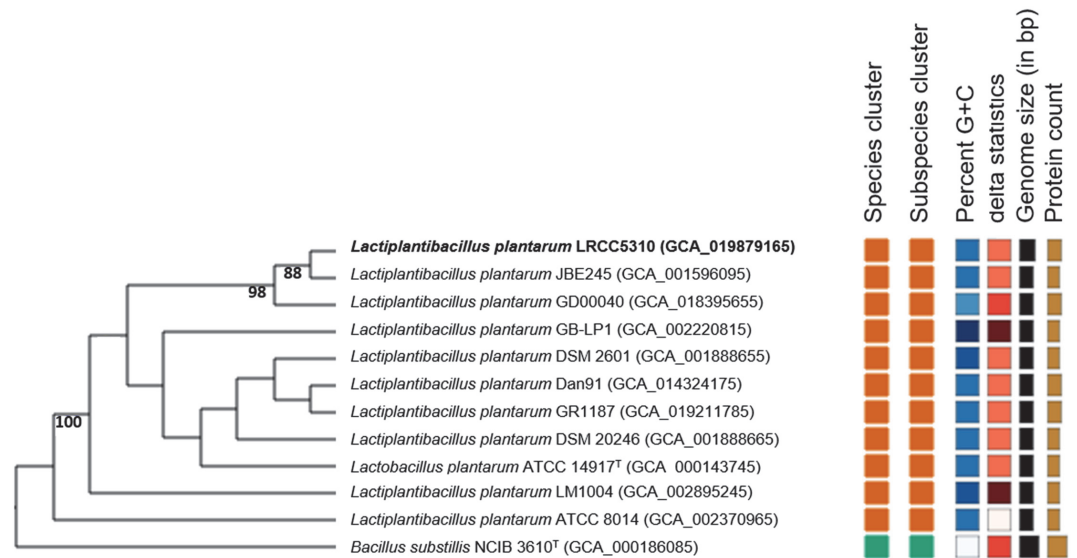 Species cluster
Subspecies cluster
Percent G+C
delta statistics
Genome size (in bp)
Protein count
Lactiplantibacillus plantarum LRCC5310 (GCA_019879165)
Lactiplantibacillus plantarum JBE245 (GCA_001596095)
Lactiplantibacillus plantarum GD00040 (GCA_018395655)
Lactiplantibacillus plantarum GB-LP1 (GCA_002220815)
Lactiplantibacillus plantarum DSM 2601 (GCA_001888655)
Lactiplantibacillus plantarum Dan91 (GCA_014324175)
Lactiplantibacillus plantarum GR1187 (GCA_019211785)
Lactiplantibacillus plantarum DSM 20246 (GCA_001888665)
Lactobacillus plantarum ATCC 14917ᵀ (GCA 000143745)
Lactiplantibacillus plantarum LM1004 (GCA_002895245)
Lactiplantibacillus plantarum ATCC 8014 (GCA_002370965)
Bacillus substillis NCIB 3610ᵀ (GCA_000186085)
88
98
100